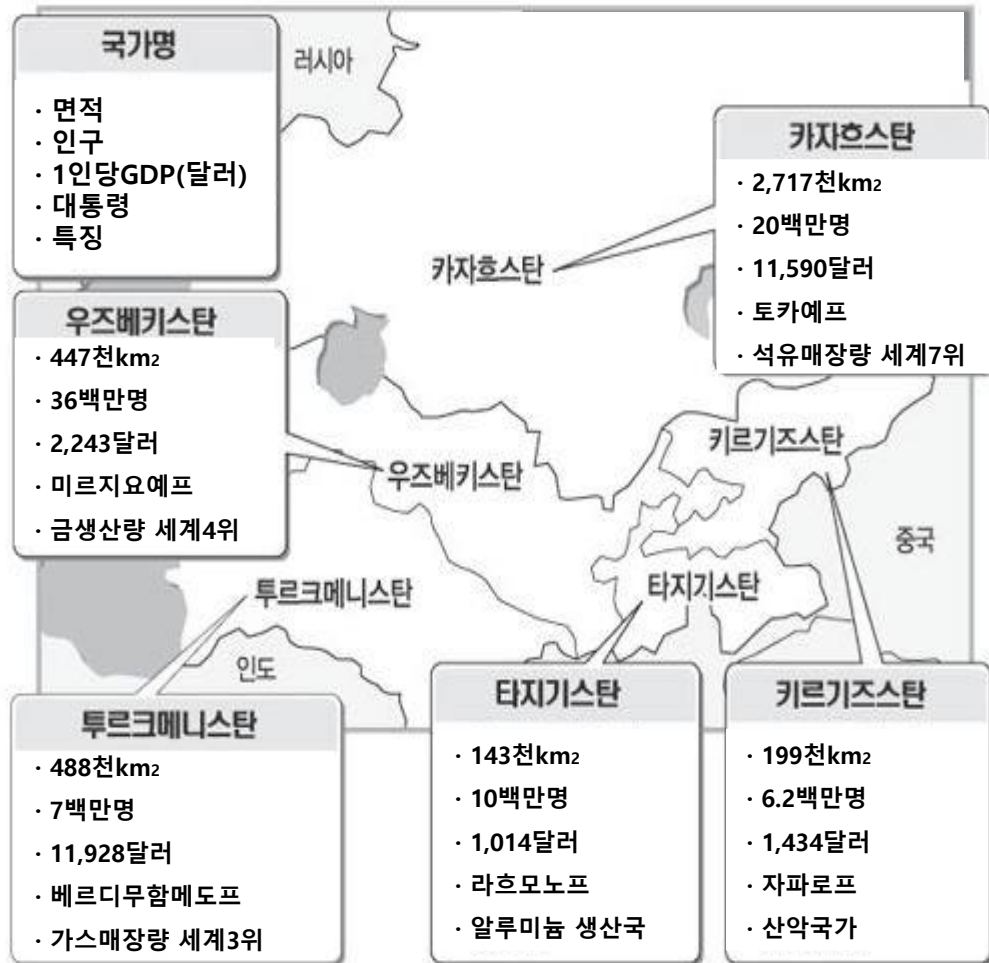 국가명
· 면적
· 인구
· 1인당GDP(달러)
· 대통령
· 특징
러시아
카자흐스탄
· 2,717천km2
· 20백만명
· 11,590달러
· 토카예프
· 석유매장량 세계7위
카자흐스탄
우즈베키스탄
· 447천km2
· 36백만명
· 2,243달러
· 미르지요예프
· 금생산량 세계4위
키르기즈스탄
우즈베키스탄
중국
타지기스탄
투르크메니스탄
인도
투르크메니스탄
· 488천km2
· 7백만명
· 11,928달러
· 베르디무함메도프
· 가스매장량 세계3위
타지기스탄
· 143천km2
· 10백만명
· 1,014달러
· 라흐모노프
· 알루미늄 생산국
키르기즈스탄
· 199천km2
· 6.2백만명
· 1,434달러
· 자파로프
· 산악국가